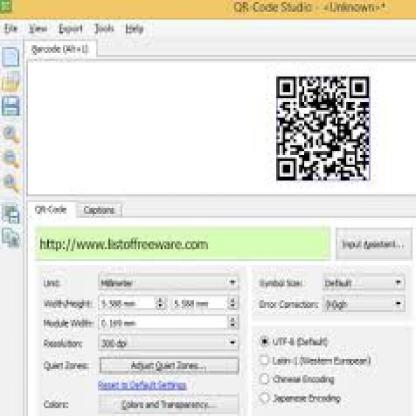 QR-Code Studio - <Unknown>*
File View Export Tools Help
Barcode (Alt+1)
QR-Code Captions
http://www.listoffreeware.com Input Assistant...
Unit: Millimeter Symbol Size: Default
Width/Height: 5.588 mm 5.588 mm Error Correction: (H)igh
Module Width: 0.169 mm
Resolution: 300 dpi UTF-8 (Default)
Quiet Zones: Adjust Quiet Zones... Latin-1 (Western European)
Reset to Default Settings Chinese Encoding
Colors: Colors and Transparency... Japanese Encoding